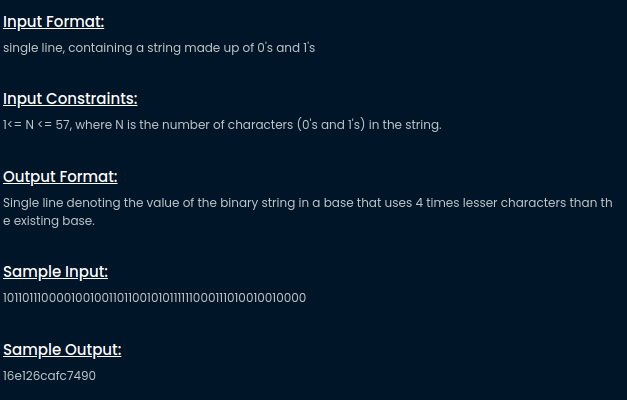 Input Format:
single line, containing a string made up of 0's and 1's
Input Constraints:
1<= N <= 57, where N is the number of characters (0's and 1's) in the string.
Output Format:
Single line denoting the value of the binary string in a base that uses 4 times lesser characters than th
e existing base.
Sample Input:
10110111000010010011011001010111111000111010010010000
Sample Output:
16e126cafc7490